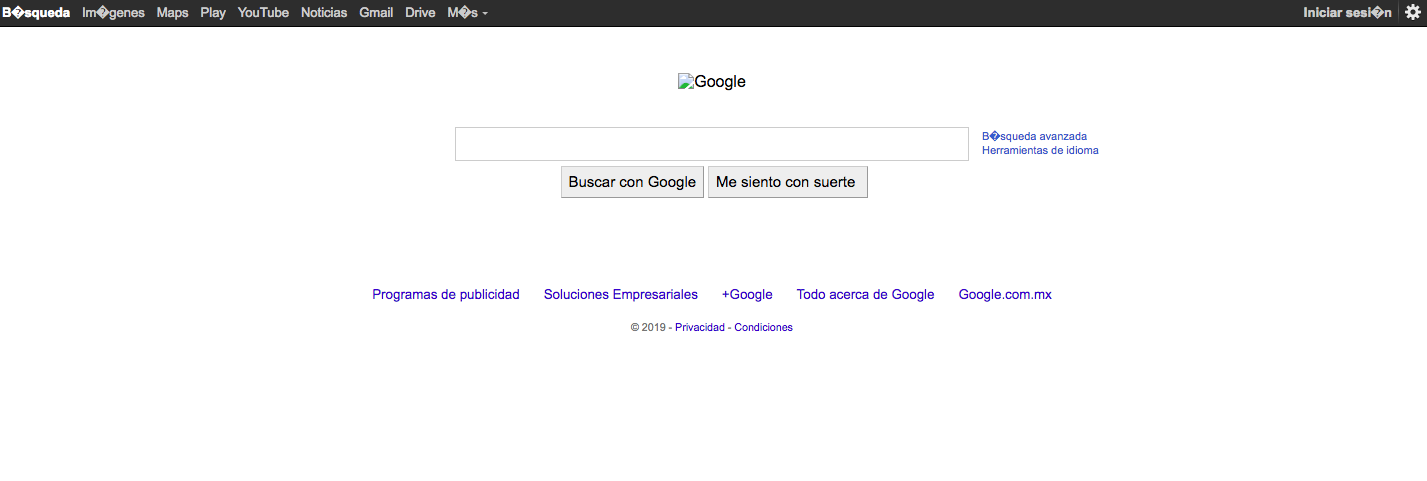 B�squeda Im�genes Maps Play YouTube Noticias Gmail Drive M�s Iniciar sesi�n
Google
B�squeda avanzada
Herramientas de idioma
Buscar con Google Me siento con suerte
Programas de publicidad Soluciones Empresariales +Google Todo acerca de Google Google.com.mx
© 2019 - Privacidad - Condiciones